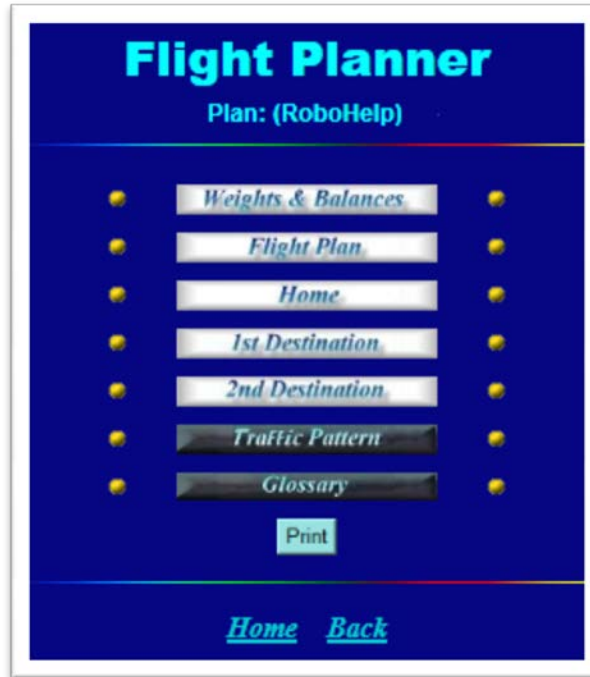 Flight Planner
Plan: (RoboHelp)
Weights & Balances
Flight Plan
Home
1st Destination
2nd Destination
Traffic Pattern
Glossary
Print
Home Back